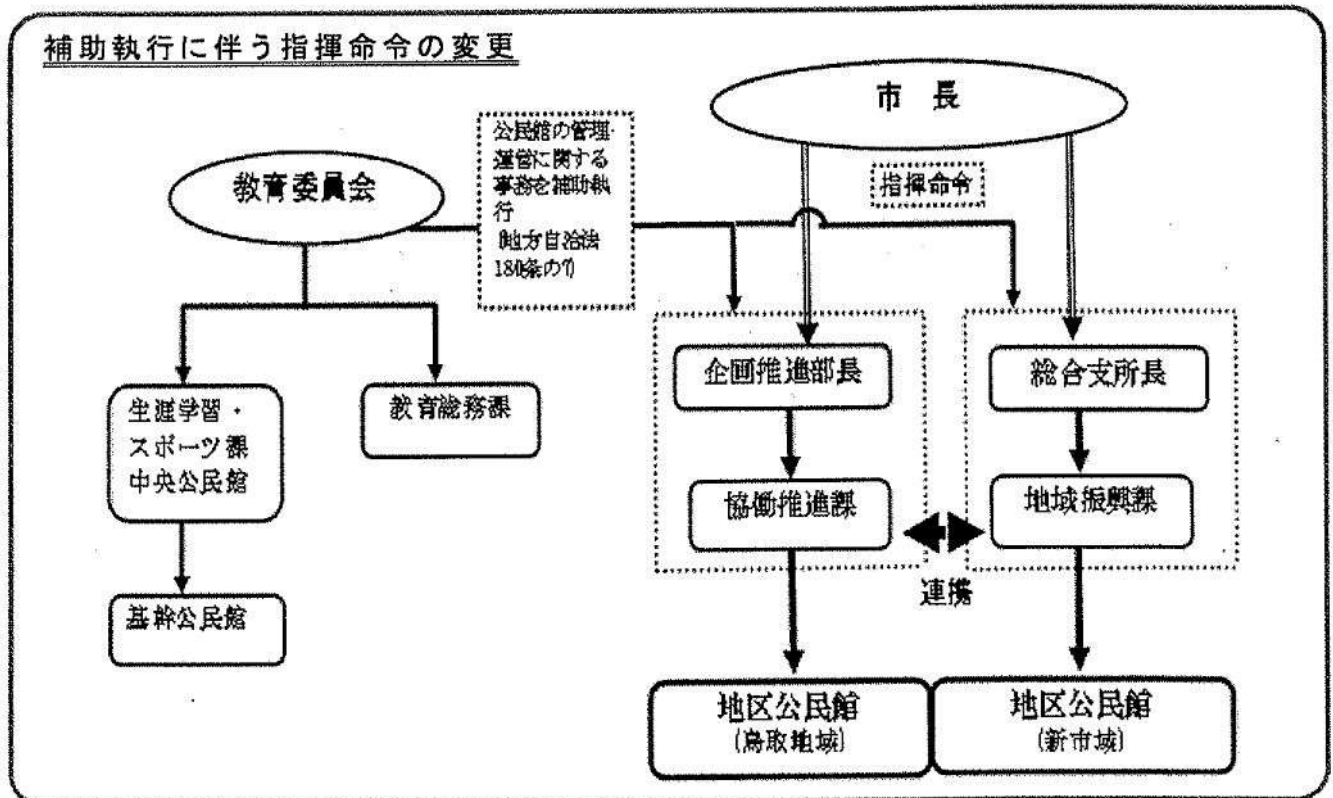 補助執行に伴う指揮命令の変更
市 長
公民館の管理・
運営に関する
事務を補助執
行
(地方自治法
180条の7)
教育委員会
指揮命令
企画推進部長
総合支所長
生涯学習・
スポーツ課
中央公民館
教育総務課
協働推進課
地域振興課
連携
基幹公民館
地区公民館
(鳥取地域)
地区公民館
(新市域)